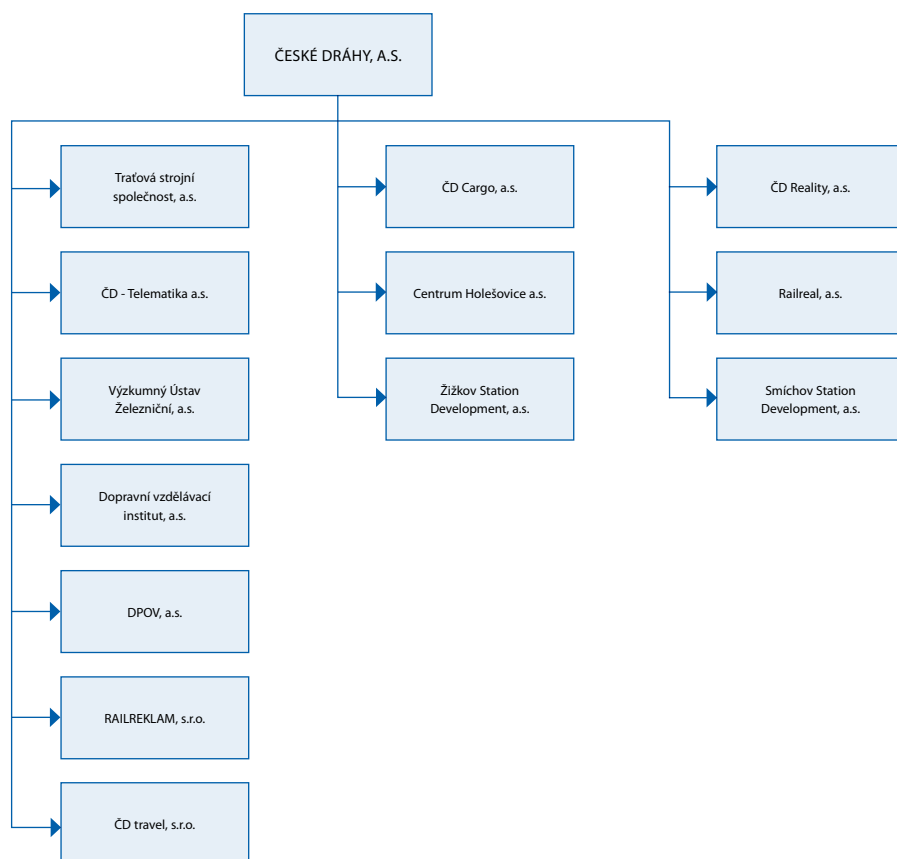 ČESKÉ DRÁHY, A.S.
Traťová strojní
společnost, a.s.
ČD - Telematika a.s.
Výzkumný Ústav
Železniční, a.s.
Dopravní vzdělávací
institut, a.s.
DPOV, a.s.
RAILREKLAM, s.r.o.
ČD travel, s.r.o.
ČD Cargo, a.s.
Centrum Holešovice a.s.
Žižkov Station
Development, a.s.
ČD Reality, a.s.
Railreal, a.s.
Smíchov Station
Development, a.s.